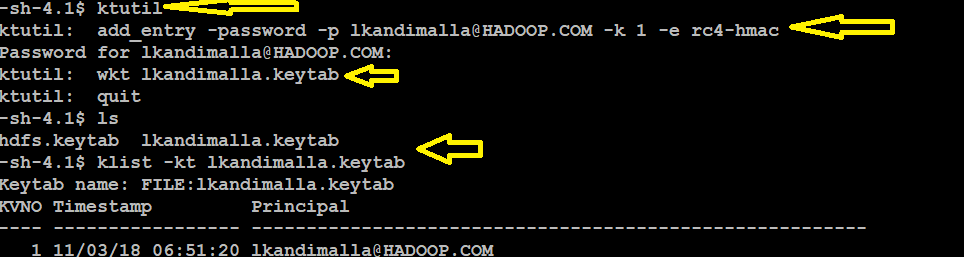 -sh-4.1$ ktutil
ktutil:  add_entry -password -p lkandimalla@HADOOP.COM -k 1 -e rc4-hmac
Password for lkandimalla@HADOOP.COM:
ktutil:  wkt lkandimalla.keytab
ktutil:  quit
-sh-4.1$ ls
hdfs.keytab  lkandimalla.keytab
-sh-4.1$ klist -kt lkandimalla.keytab
Keytab name: FILE:lkandimalla.keytab
KVNO Timestamp         Principal
---- ----------------- --------------------------------------------------------
   1 11/03/18 06:51:20 lkandimalla@HADOOP.COM